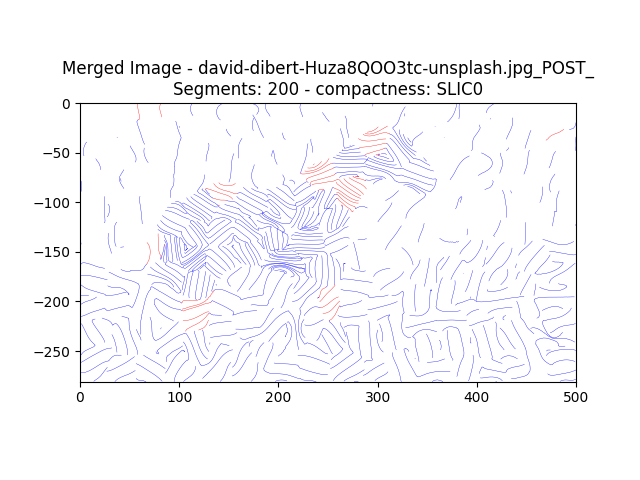 Merged Image - david-dibert-Huza8QOO3tc-unsplash.jpg_POST_
Segments: 200 - compactness: SLIC0
0
−50
−100
−150
−200
−250
0 100 200 300 400 500